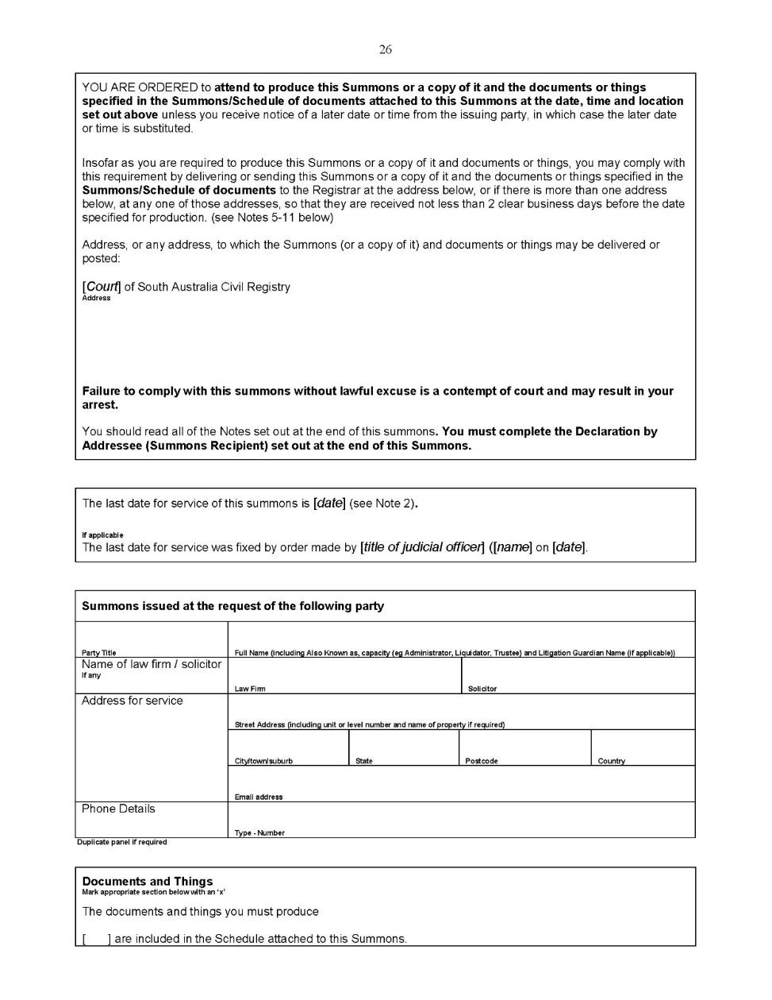 26
YOU ARE ORDERED to attend to produce this Summons or a copy of it and the documents or things
specified in the Summons/Schedule of documents attached to this Summons at the date, time and location
set out above unless you receive notice of a later date or time from the issuing party, in which case the later date
or time is substituted.
Insofar as you are required to produce this Summons or a copy of it and documents or things, you may comply with
this requirement by delivering or sending this Summons or a copy of it and the documents or things specified in the
Summons/Schedule of documents to the Registrar at the address below, or if there is more than one address
below, at any one of those addresses, so that they are received not less than 2 clear business days before the date
specified for production. (see Notes 5-11 below)
Address, or any address, to which the Summons (or a copy of it) and documents or things may be delivered or
posted:
[Court] of South Australia Civil Registry
Address
Failure to comply with this summons without lawful excuse is a contempt of court and may result in your
arrest.
You should read all of the Notes set out at the end of this summons. You must complete the Declaration by
Addressee (Summons Recipient) set out at the end of this Summons.
The last date for service of this summons is [date] (see Note 2).
If applicable
The last date for service was fixed by order made by [title of judicial officer] ([name] on [date].
Summons issued at the request of the following party
Party Title
Full Name (including Also Known as, capacity (eg Administrator, Liquidator, Trustee) and Litigation Guardian Name (if applicable))
Name of law firm / solicitor
If any
Law Firm
Solicitor
Address for service
Street Address (including unit or level number and name of property if required)
City/town/suburb
State
Postcode
Country
Email address
Phone Details
Type - Number
Duplicate panel if required
Documents and Things
Mark appropriate section below with an 'x'
The documents and things you must produce
[    ] are included in the Schedule attached to this Summons.